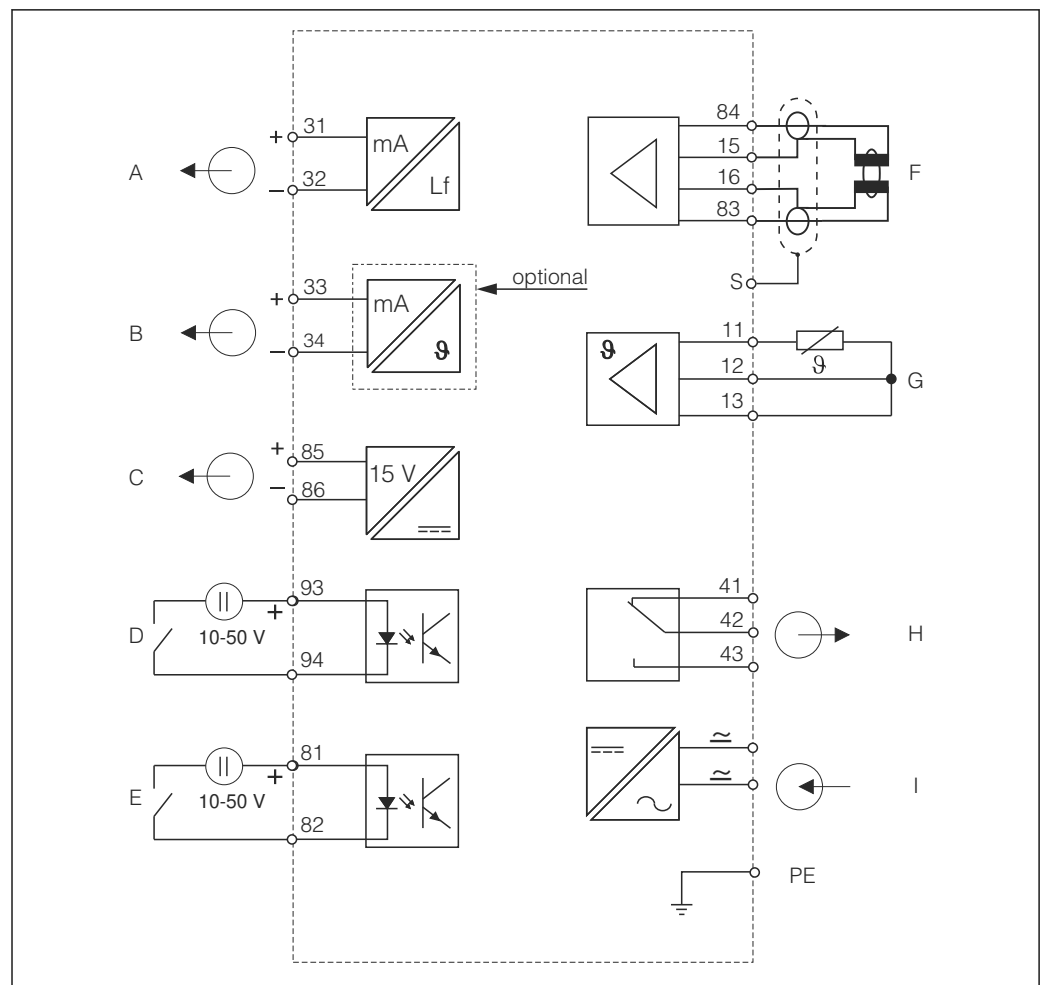 A
+ 31
mA
− 32
Lf
B
+ 33
mA
− 34
ϑ
optional
C
+ 85
15 V
− 86
D
93
+
10-50 V
94
E
81
+
10-50 V
82
84
15
16
83
F
S
ϑ
11
ϑ
12
13
G
41
42
43
H
≃
≃
I
PE